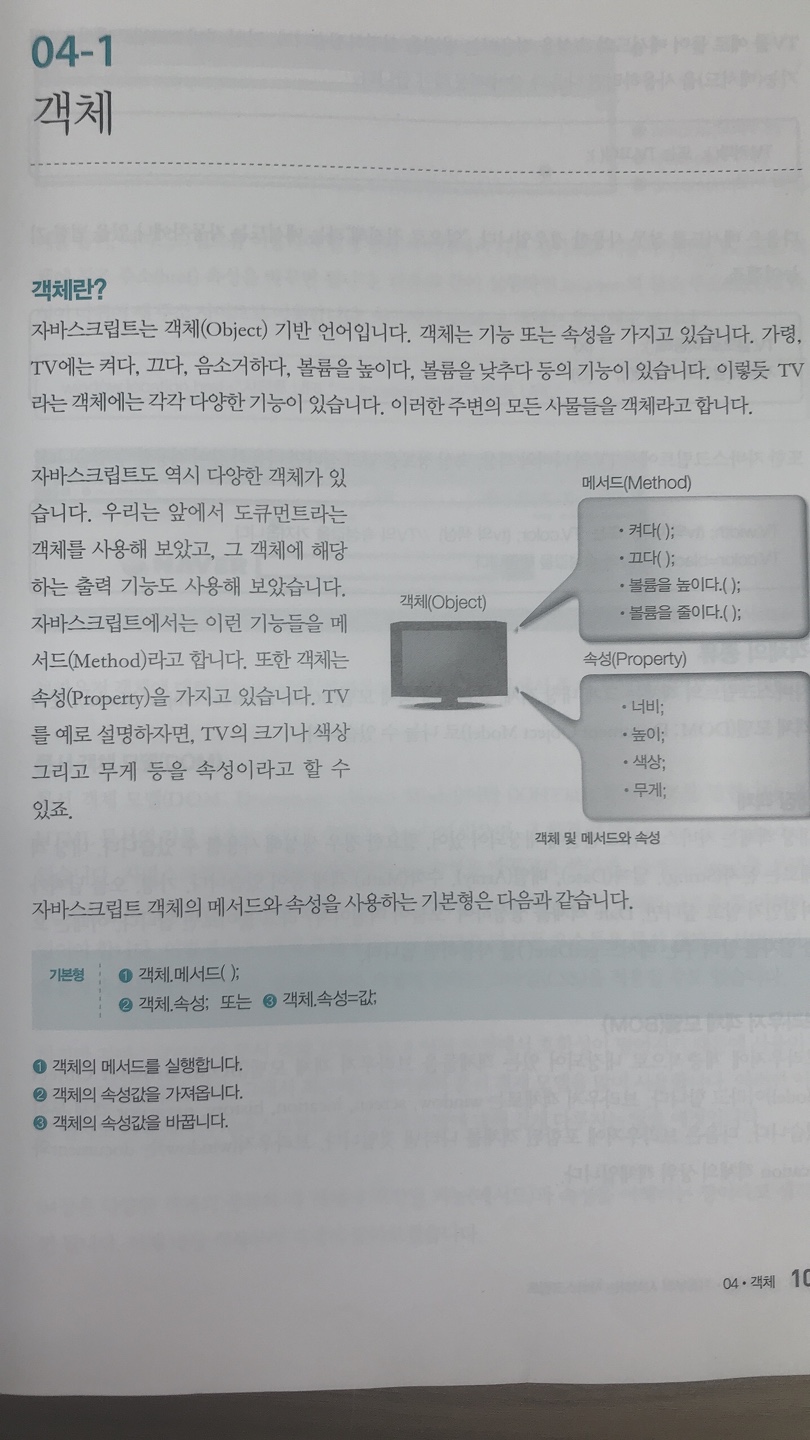 04-1
객체
객체란?
자바스크립트는 객체(Object) 기반 언어입니다. 객체는 기능 또는 속성을 가지고 있습니다. 가령,
TV에는 켜다, 끄다, 음소거하다, 볼륨을 높이다, 볼륨을 낮추다 등의 기능이 있습니다. 이렇듯 TV
라는 객체에는 각각 다양한 기능이 있습니다. 이러한 주변의 모든 사물들을 객체라고 합니다.
자바스크립트도 역시 다양한 객체가 있
습니다. 우리는 앞에서 도큐먼트라는
객체를 사용해 보았고, 그 객체에 해당
하는 출력 기능도 사용해 보았습니다.
자바스크립트에서는 이런 기능들을 메
서드(Method)라고 합니다. 또한 객체는
속성(Property)을 가지고 있습니다. TV
를 예로 설명하자면, TV의 크기나 색상
그리고 무게 등을 속성이라고 할 수
있죠.
객체(Object)
메서드(Method)
• 켜다( );
• 끄다( );
• 볼륨을 높이다.( );
• 볼륨을 줄이다.( );
속성(Property)
• 너비;
• 높이;
• 색상;
• 무게;
객체 및 메서드와 속성
자바스크립트 객체의 메서드와 속성을 사용하는 기본형은 다음과 같습니다.
기본형 ❶ 객체.메서드( );
❷ 객체.속성; 또는 ❸ 객체.속성=값;
❶ 객체의 메서드를 실행합니다.
❷ 객체의 속성값을 가져옵니다.
❸ 객체의 속성값을 바꿉니다.
04 • 객체